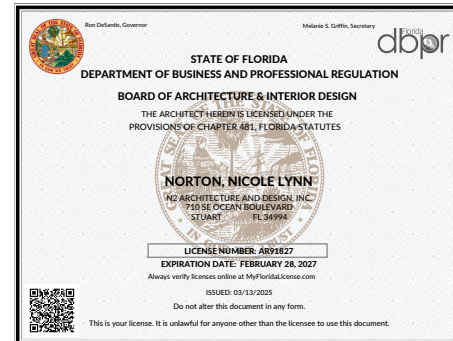 Ron DeSantis, Governor
Melanie S. Griffin, Secretary
Florida
dbpr
STATE OF FLORIDA
DEPARTMENT OF BUSINESS AND PROFESSIONAL REGULATION
BOARD OF ARCHITECTURE & INTERIOR DESIGN
THE ARCHITECT HEREIN IS LICENSED UNDER THE
PROVISIONS OF CHAPTER 481, FLORIDA STATUTES
NORTON, NICOLE LYNN
N2 ARCHITECTURE AND DESIGN, INC.
710 SE OCEAN BOULEVARD
STUART FL 34994
LICENSE NUMBER: AR91827
EXPIRATION DATE: FEBRUARY 28, 2027
Always verify licenses online at MyFloridaLicense.com
ISSUED: 03/13/2025
Do not alter this document in any form.
This is your license. It is unlawful for anyone other than the licensee to use this document.